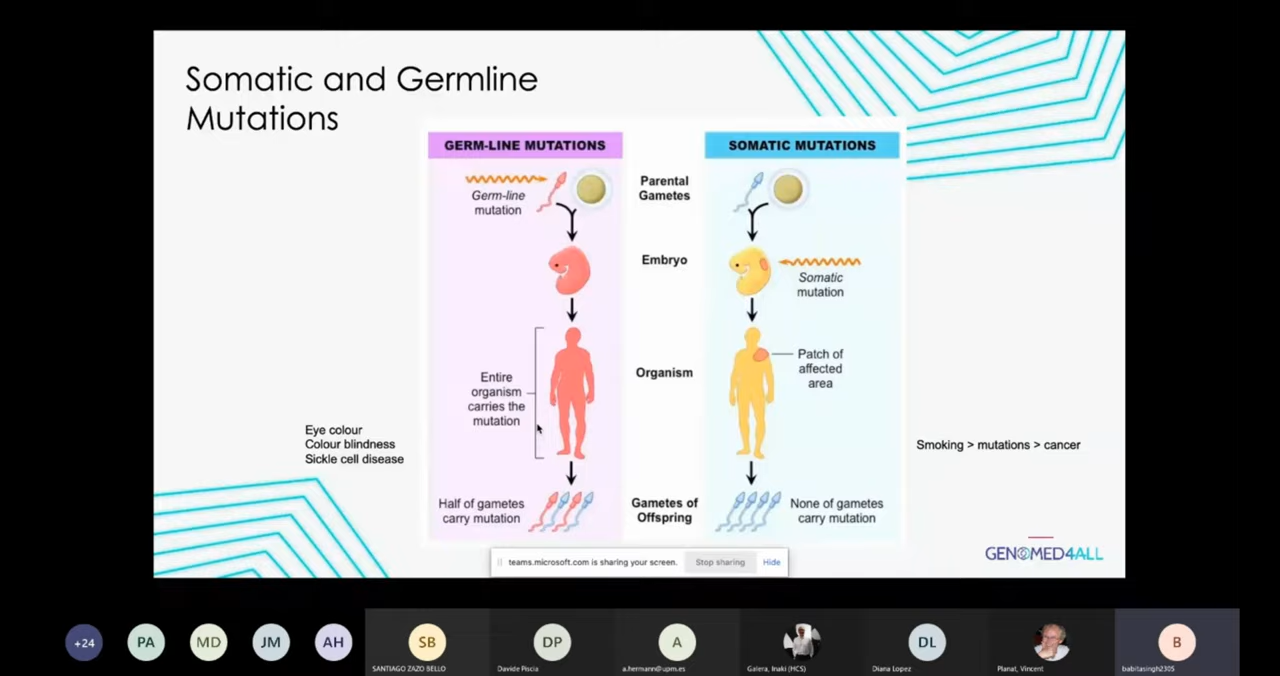 Somatic and Germline
Mutations
GERM-LINE MUTATIONS
SOMATIC MUTATIONS
Germ-line
mutation
Parental
Gametes
Embryo
Somatic
mutation
Entire
organism
carries the
mutation
Organism
Patch of
affected
area
Eye colour
Colour blindness
Sickle cell disease
Smoking > mutations > cancer
Half of gametes
carry mutation
Gametes of
Offspring
None of gametes
carry mutation
GENOMED4ALL
teams.microsoft.com is sharing your screen.
Stop sharing
Hide
+24
PA
MD
JM
AH
SB
DP
A
DL
B
SANTIAGO ZAZO BELLO
Davide Piscia
a.hermann@upm.es
Galera, Inaki (HCS)
Diana Lopez
Planat, Vincent
babitasingh2305